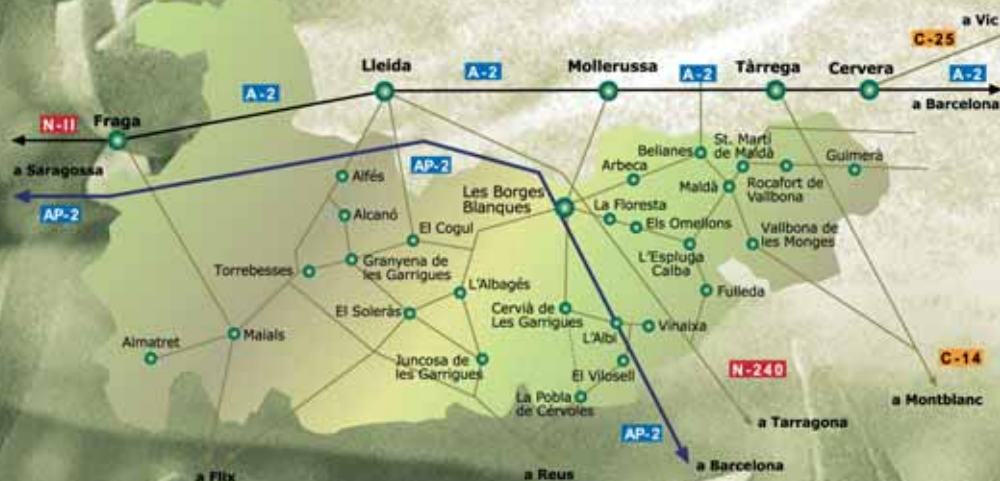 a Vic
C-25
Lleida
A-2
Mollerussa
A-2
Tàrrega
Cervera
A-2
a Barcelona
A-2
N-II
Fraga
a Saragossa
AP-2
AP-2
Alfés
Alcanó
El Cogul
Granyena de
les Garrigues
Torrebesses
Les Borges
Blanques
Arbeca
Belianes
St. Martí
de Maldà
Guimerà
Maldà
Rocafort de
Vallbona
La Floresta
Els Omellons
L'Espluga
Calba
Vallbona de
les Monges
Fulleda
L'Albagés
El Soleràs
Cervià de
Les Garrigues
L'Albi
Vinaixa
Almatret
Maials
Juncosa de
les Garrigues
El Vilosell
La Pobla
de Cérvoles
N-240
C-14
a Montblanc
a Tarragona
AP-2
a Barcelona
a Flix
a Reus